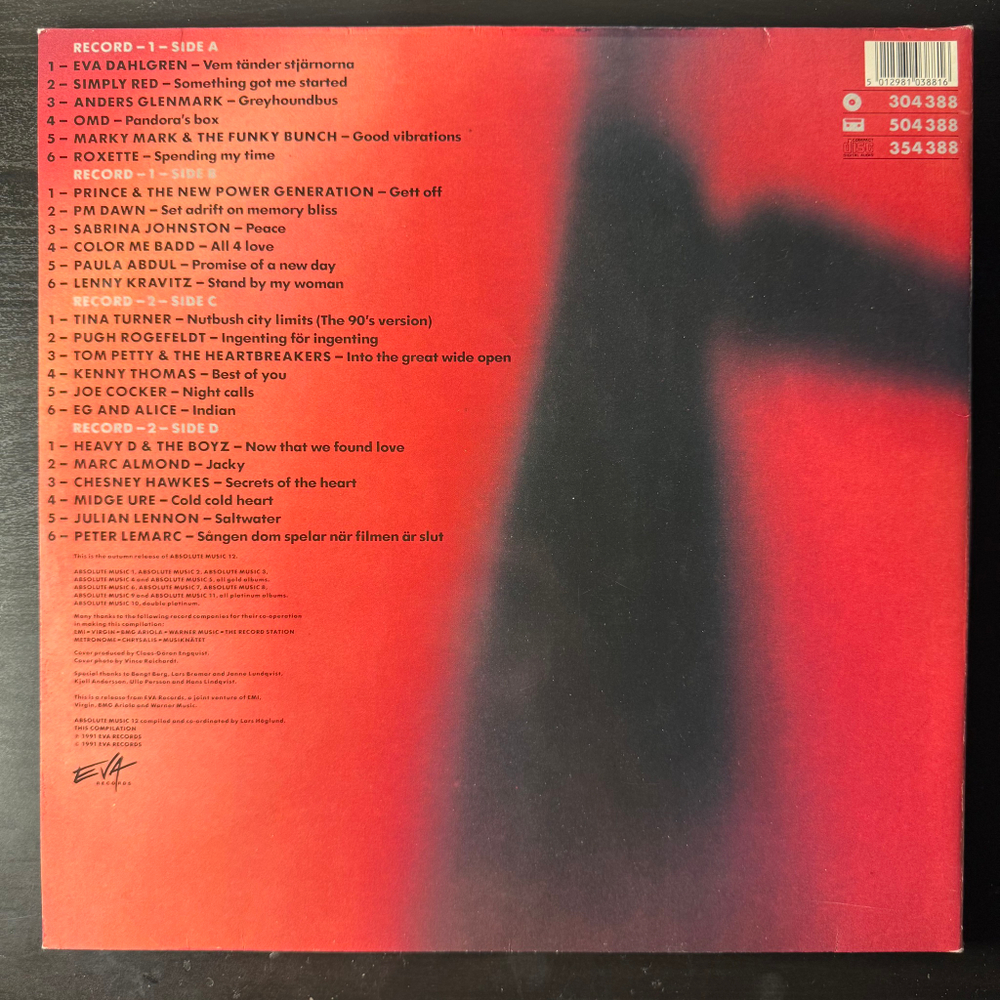 RECORD – 1 – SIDE A
1 – EVA DAHLGREN – Vem tänder stjärnorna
2 – SIMPLY RED – Something got me started
3 – ANDERS GLENMARK – Greyhoundbus
4 – OMD – Pandora's box
5 – MARKY MARK & THE FUNKY BUNCH – Good vibrations
6 – ROXETTE – Spending my time
RECORD – 1 – SIDE B
1 – PRINCE & THE NEW POWER GENERATION – Gett off
2 – PM DAWN – Set adrift on memory bliss
3 – SABRINA JOHNSTON – Peace
4 – COLOR ME BADD – All 4 love
5 – PAULA ABDUL – Promise of a new day
6 – LENNY KRAVITZ – Stand by my woman
RECORD – 2 – SIDE C
1 – TINA TURNER – Nutbush city limits (The 90's version)
2 – PUGH ROGEFELDT – Ingenting för ingenting
3 – TOM PETTY & THE HEARTBREAKERS – Into the great wide open
4 – KENNY THOMAS – Best of you
5 – JOE COCKER – Night calls
6 – EG AND ALICE – Indian
RECORD – 2 – SIDE D
1 – HEAVY D & THE BOYZ – Now that we found love
2 – MARC ALMOND – Jacky
3 – CHESNEY HAWKES – Secrets of the heart
4 – MIDGE URE – Cold cold heart
5 – JULIAN LENNON – Saltwater
6 – PETER LEMARC – Sången dom spelar när filmen är slut
This is the autumn release of ABSOLUTE MUSIC 12.
ABSOLUTE MUSIC 1, ABSOLUTE MUSIC 2, ABSOLUTE MUSIC 3,
ABSOLUTE MUSIC 4 and ABSOLUTE MUSIC 5, all gold albums.
ABSOLUTE MUSIC 6, ABSOLUTE MUSIC 7, ABSOLUTE MUSIC 8,
ABSOLUTE MUSIC 9 and ABSOLUTE MUSIC 11, all platinum albums.
ABSOLUTE MUSIC 10, double platinum.
Many thanks to the following record companies for their co-operation
in making this compilation:
EMI • VIRGIN • BMG ARIOLA • WARNER MUSIC • THE RECORD STATION
METRONOME • CHRYSALIS • MUSIKNÄTET
Cover produced by Claes-Göran Engquist.
Cover photo by Vince Reichardt.
Special thanks to Bengt Berg, Lars Bremer and Jenna Lundqvist,
Kjell Andersson, Ulla Persson and Hans Lindqvist.
This is a release from EVA Records, a joint venture of EMI,
Virgin, BMG Ariola and Warner Music.
ABSOLUTE MUSIC 12 compiled and co-ordinated by Lars Höglund.
THIS COMPILATION
℗ 1991 EVA RECORDS
© 1991 EVA RECORDS
EVA
RECORDS
5 012981 038816
304 388
504 388
COMPACT
disc
DIGITAL AUDIO
354 388